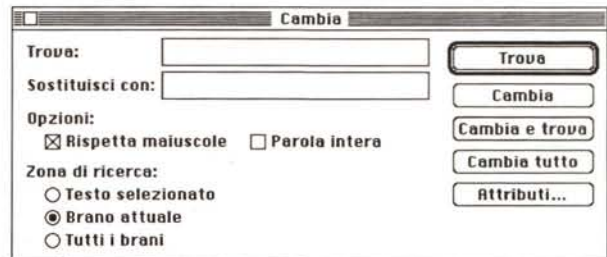 Cambia
Trova:
Sostituisci con:
Opzioni:
Rispetta maiuscole
Parola intera
Zona di ricerca:
Testo selezionato
Brano attuale
Tutti i brani
Trova
Cambia
Cambia e trova
Cambia tutto
Attributi...